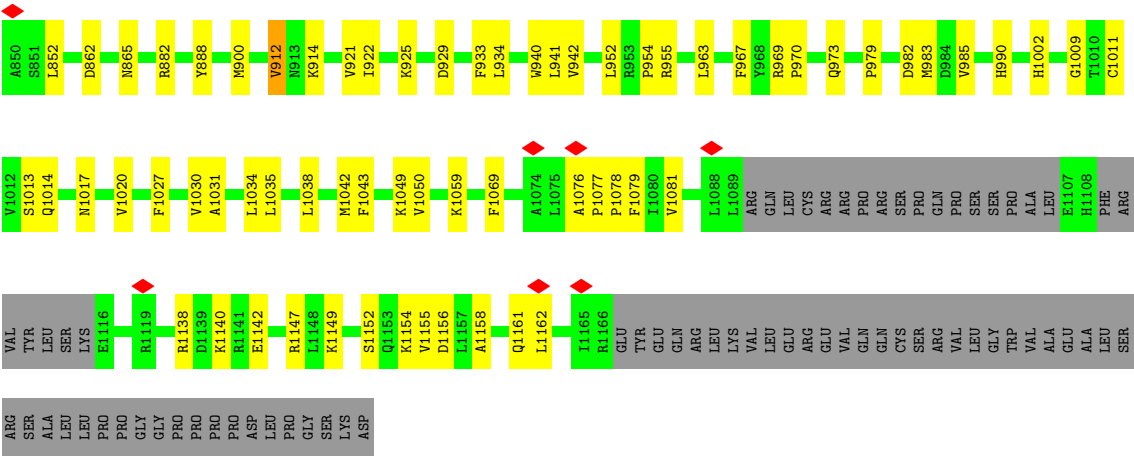 A850 S851 L852 D862 N865 R882 Y888 M900 V912 N913 K914 V921 I922 K925 D929 F933 L934 W940 L941 V942 L952 R953 P954 R955 L963 F967 Y968 R969 P970 Q973 P979 D982 M983 D984 V985 H990 H1002 G1009 T1010 C1011
V1012 S1013 Q1014 N1017 V1020 F1027 V1030 A1031 L1034 L1035 L1038 M1042 F1043 K1049 V1050 K1059 F1069 A1074 L1075 A1076 P1077 P1078 F1079 I1080 V1081 L1088 L1089 ARG GLN LEU CYS ARG ARG PRO ARG SER PRO GLN PRO SER SER PRO ALA LEU E1107 H1108 PHE ARG
VAL TYR LEU SER LYS E1116 R1119 R1138 D1139 K1140 R1141 E1142 R1147 L1148 K1149 S1152 Q1153 K1154 V1155 D1156 L1157 A1158 Q1161 L1162 I1165 R1166 GLU TYR GLU GLN ARG LEU LYS VAL LEU GLU ARG GLU VAL GLN GLN CYS SER ARG VAL LEU GLY TRP VAL ALA GLU ALA LEU SER
ARG SER ALA LEU LEU PRO PRO GLY GLY PRO PRO PRO PRO ASP LEU PRO GLY SER LYS ASP